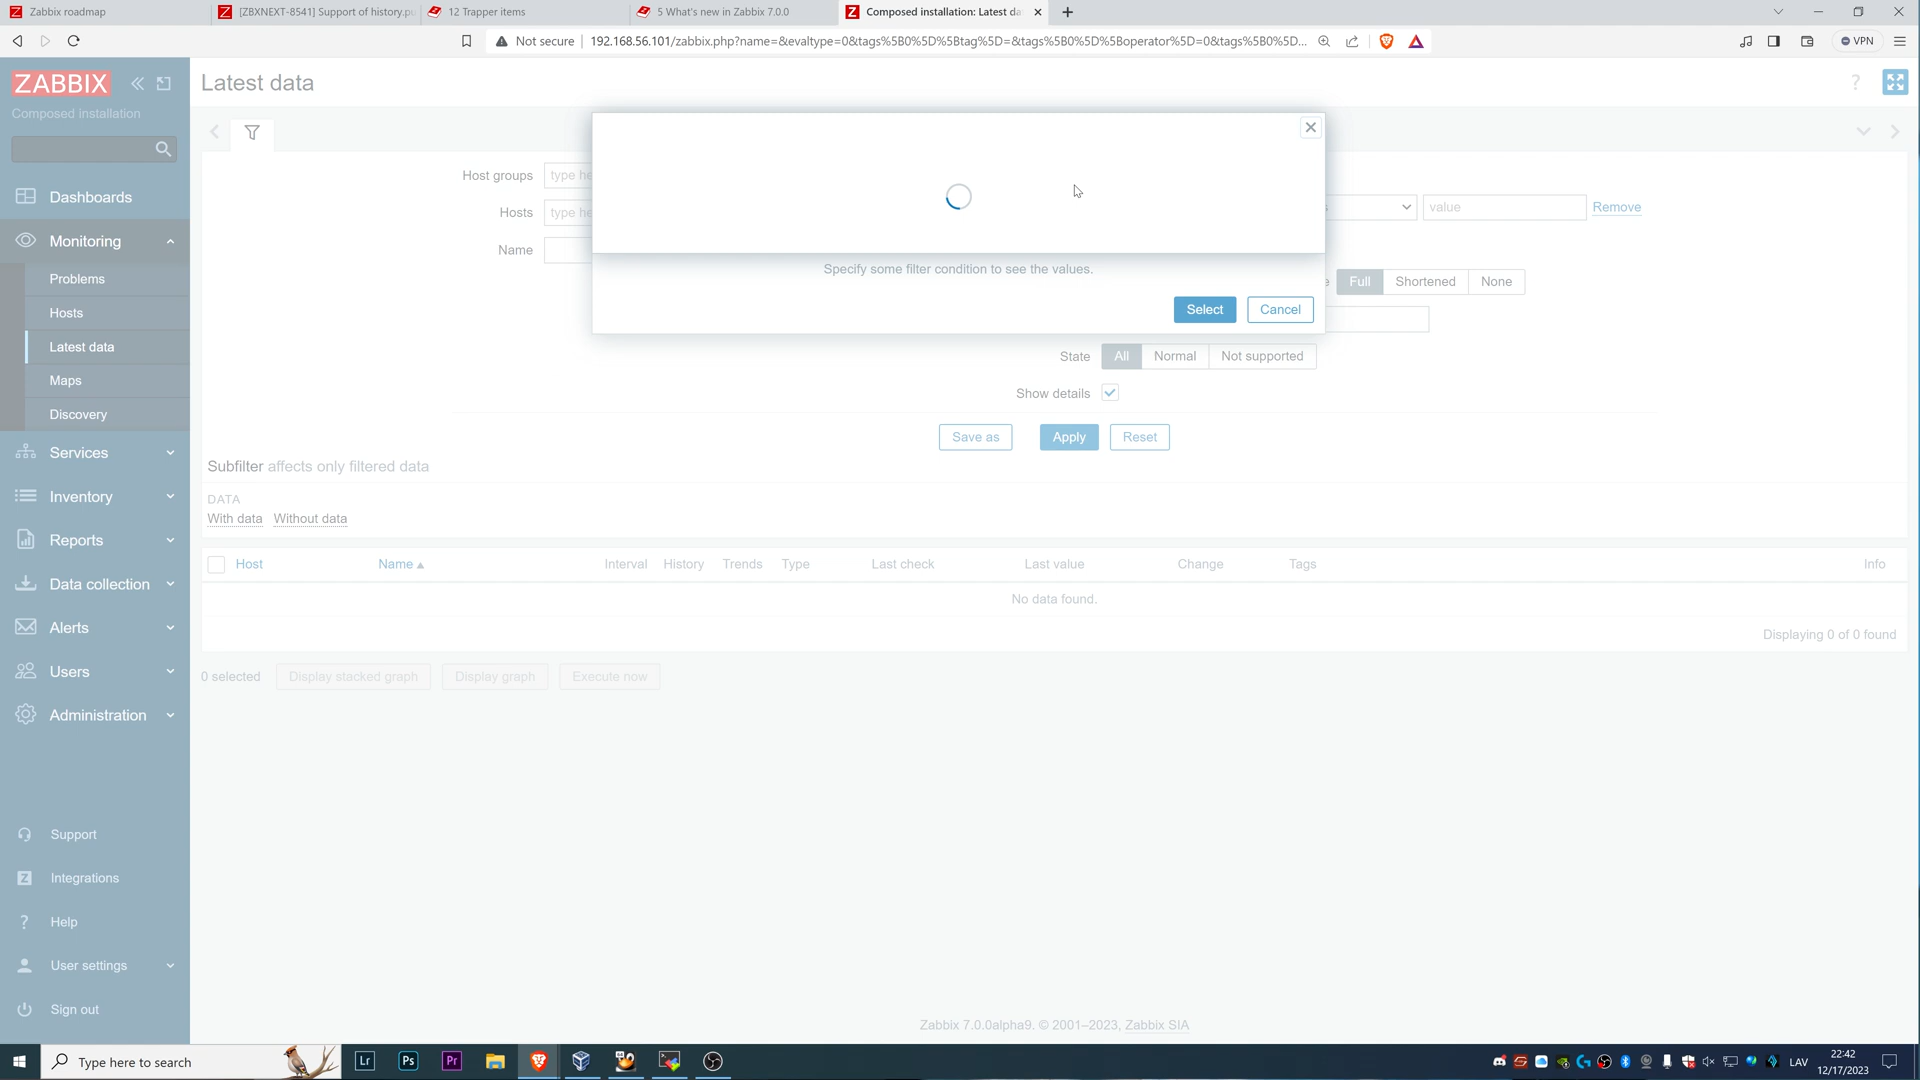 Zabbix roadmap
[ZBXNEXT-8541] Support of history.pu
12 Trapper items
5 What's new in Zabbix 7.0.0
Composed installation: Latest da
Not secure
192.168.56.101/zabbix.php?name=&evaltype=0&tags%5B0%5D%5Btag%5D=&tags%5B0%5D%5Boperator%5D=0&tags%5B0%5D...
VPN
ZABBIX
Composed installation
Dashboards
Monitoring
Problems
Hosts
Latest data
Maps
Discovery
Services
Inventory
Reports
Data collection
Alerts
Users
Administration
Support
Integrations
Help
User settings
Sign out
Latest data
?
Host groups
type he
Hosts
type he
Name
Specify some filter condition to see the values.
Select
Cancel
value
Remove
Full
Shortened
None
State
All
Normal
Not supported
Show details
Save as
Apply
Reset
Subfilter affects only filtered data
DATA
With data
Without data
Host
Name
Interval
History
Trends
Type
Last check
Last value
Change
Tags
Info
No data found.
Displaying 0 of 0 found
0 selected
Display stacked graph
Display graph
Execute now
Zabbix 7.0.0alpha9. © 2001–2023, Zabbix SIA
Type here to search
Lr
Ps
Pr
LAV
22:42
12/17/2023